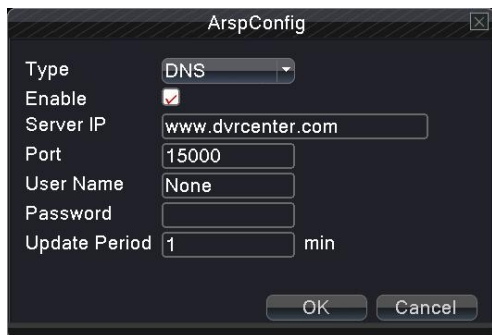 ArspConfig
Type DNS
Enable
Server IP www.dvrcenter.com
Port 15000
User Name None
Password
Update Period 1 min
OK Cancel